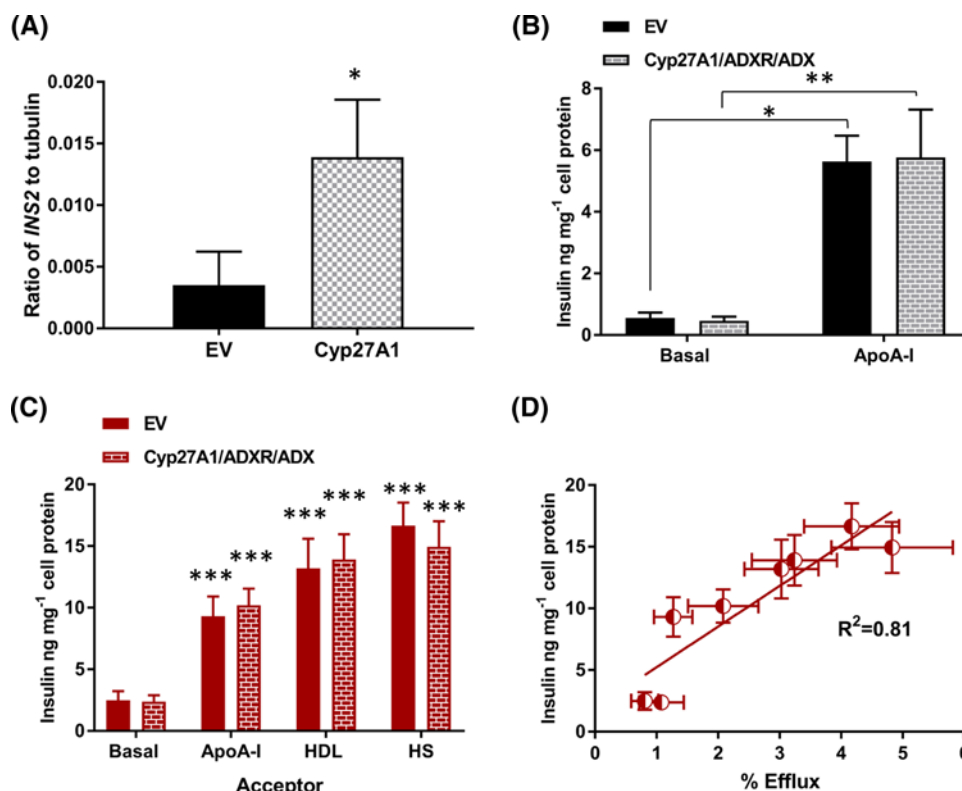 (A)
Ratio of INS2 to tubulin
0.020
0.015
0.010
0.005
0.000
*
EV
Cyp27A1
(B)
EV
Cyp27A1/ADXR/ADX
Insulin ng mg⁻¹ cell protein
8
6
4
2
0
*
**
Basal
ApoA-I
(C)
EV
Cyp27A1/ADXR/ADX
Insulin ng mg⁻¹ cell protein
20
15
10
5
0
***
***
***
***
***
***
Basal
ApoA-I
HDL
HS
Acceptor
(D)
Insulin ng mg⁻¹ cell protein
20
15
10
5
0
R²=0.81
0
1
2
3
4
5
% Efflux